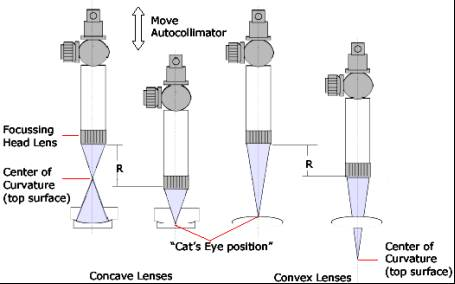 Move
Autocollimator
Focussing
Head Lens
R
Center of
Curvature
(top surface)
R
"Cat's Eye position"
Center of
Curvature
(top surface)
Concave Lenses
Convex Lenses